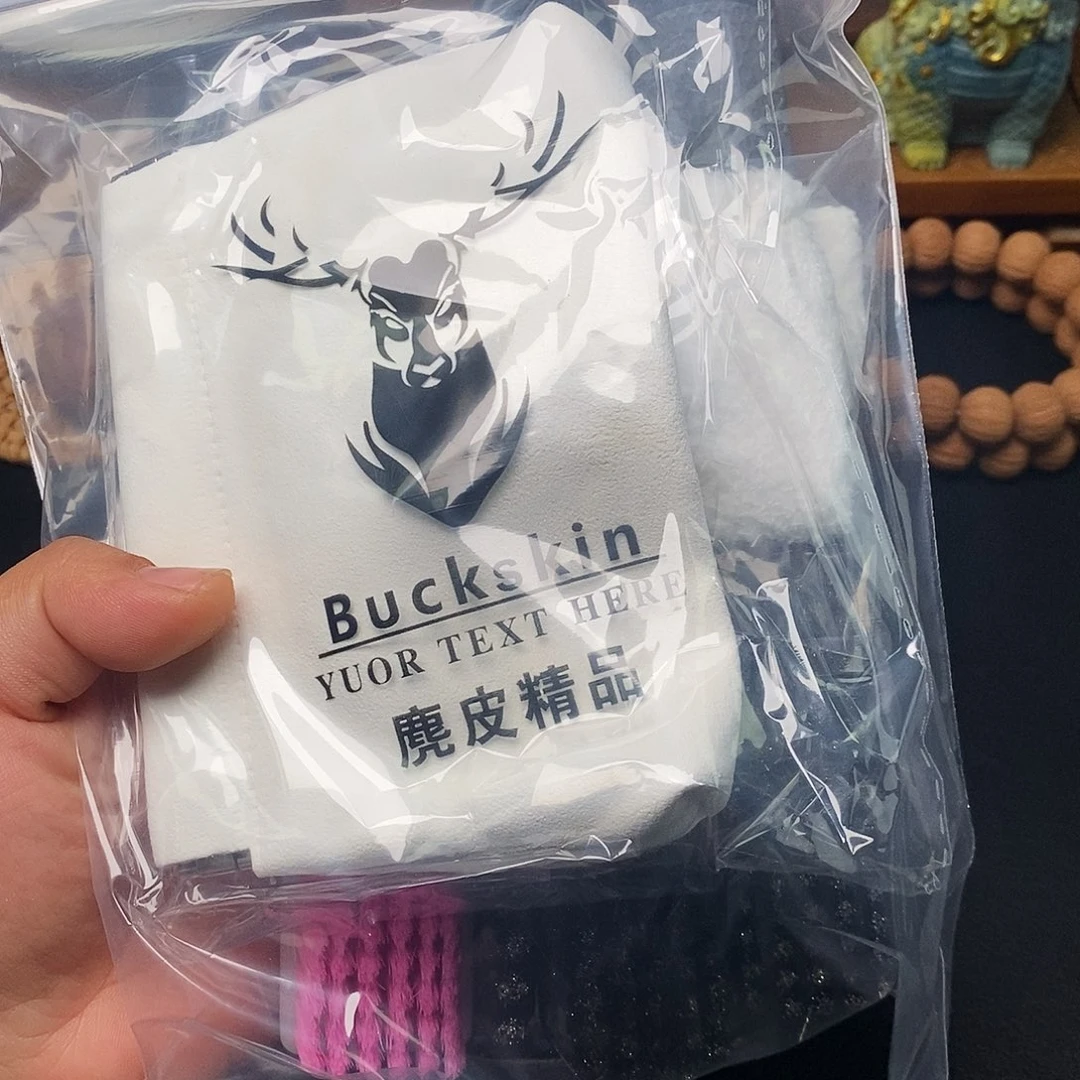 Buckskin
YUOR TEXT HERE
麂皮精品